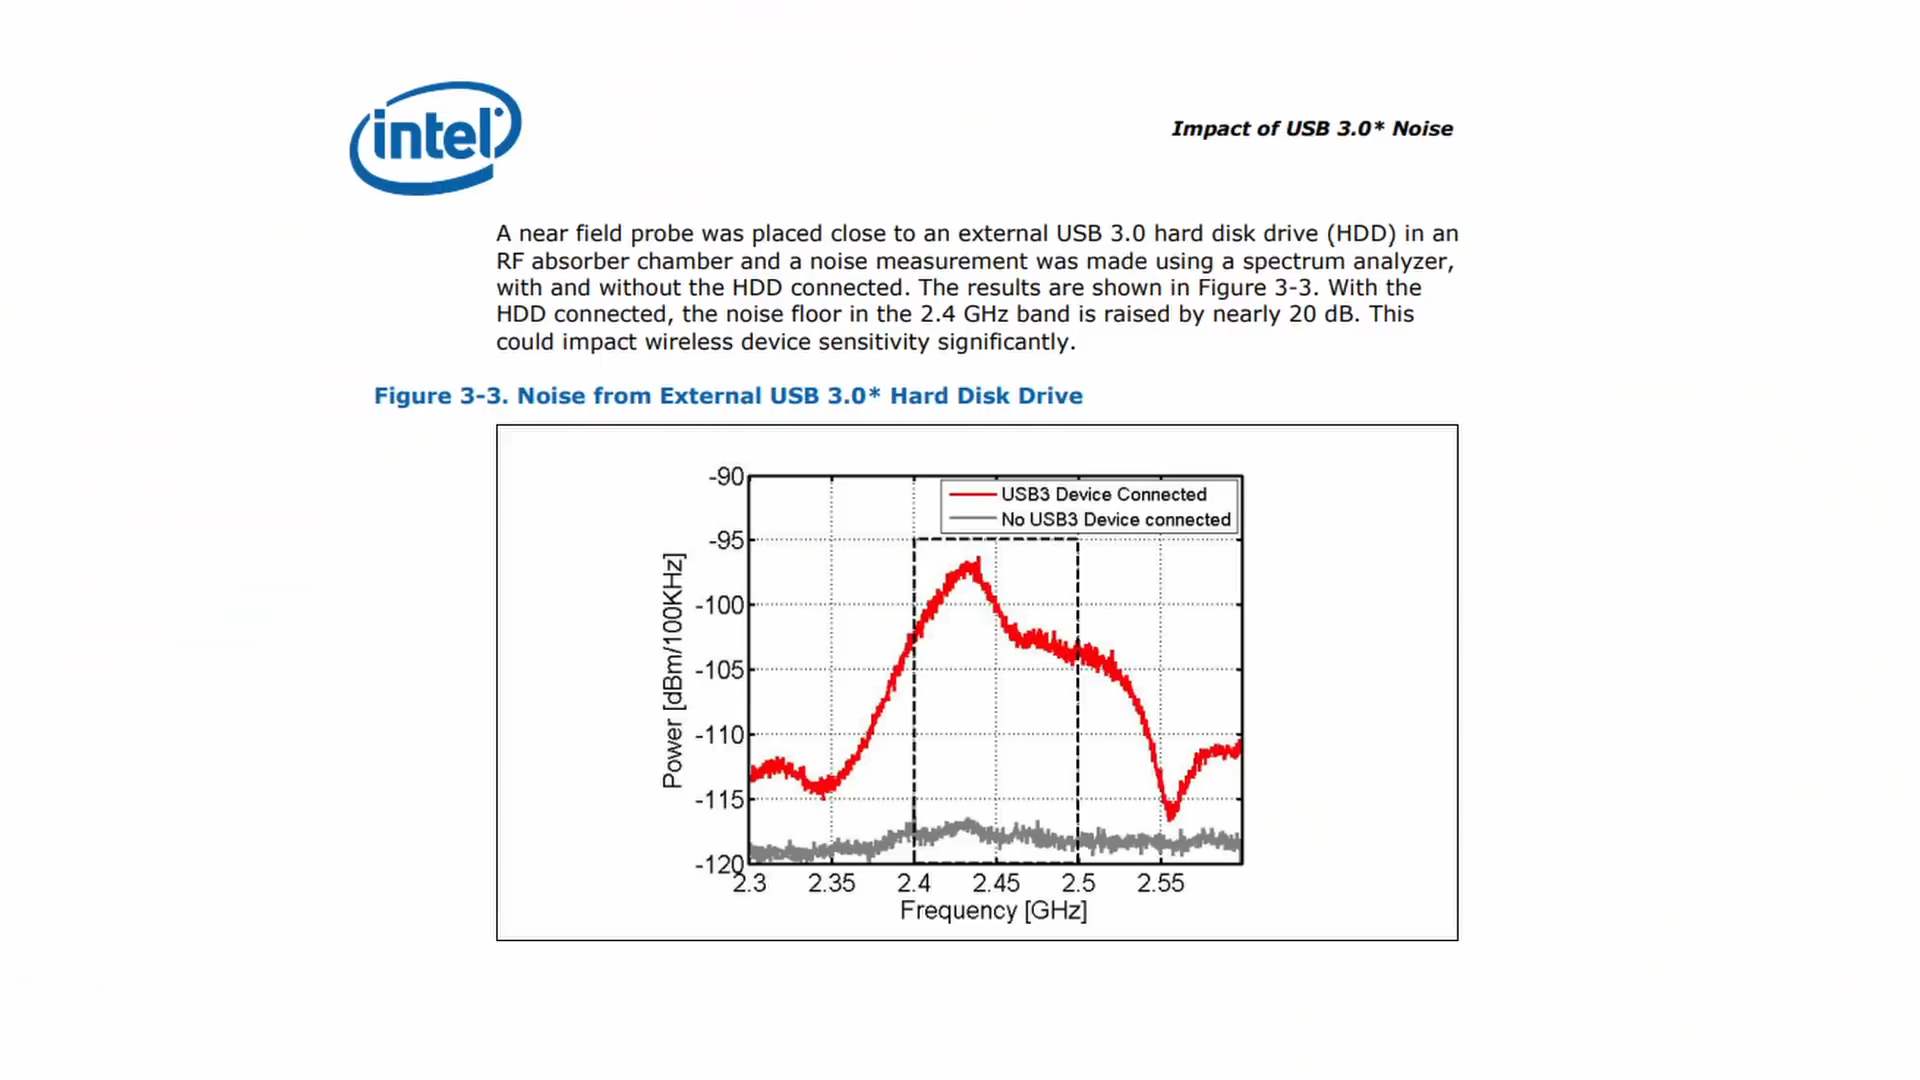 intel
Impact of USB 3.0* Noise
A near field probe was placed close to an external USB 3.0 hard disk drive (HDD) in an
RF absorber chamber and a noise measurement was made using a spectrum analyzer,
with and without the HDD connected. The results are shown in Figure 3-3. With the
HDD connected, the noise floor in the 2.4 GHz band is raised by nearly 20 dB. This
could impact wireless device sensitivity significantly.
Figure 3-3. Noise from External USB 3.0* Hard Disk Drive
USB3 Device Connected
No USB3 Device connected
Power [dBm/100KHz]
-90
-95
-100
-105
-110
-115
-120
2.3 2.35 2.4 2.45 2.5 2.55
Frequency [GHz]